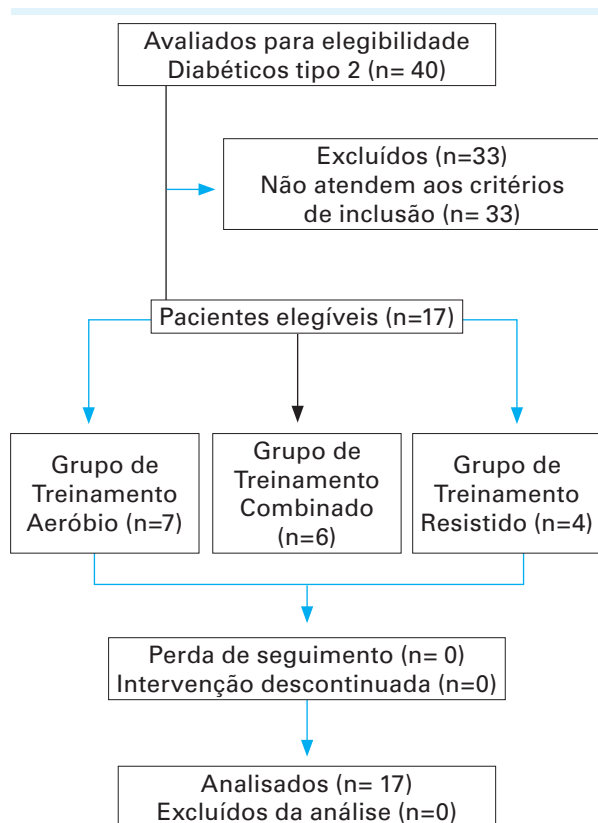 Avaliados para elegibilidade
Diabéticos tipo 2 (n= 40)
Excluídos (n=33)
Não atendem aos critérios
de inclusão (n= 33)
Pacientes elegíveis (n=17)
Grupo de
Treinamento
Aeróbio (n=7)
Grupo de
Treinamento
Combinado
(n=6)
Grupo de
Treinamento
Resistido (n=4)
Perda de seguimento (n= 0)
Intervenção descontinuada (n=0)
Analisados (n= 17)
Excluídos da análise (n=0)